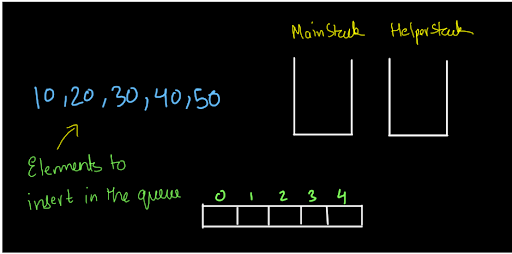 MainStack HelperStack
10, 20, 30, 40, 50
Elements to
insert in the queue
0 1 2 3 4